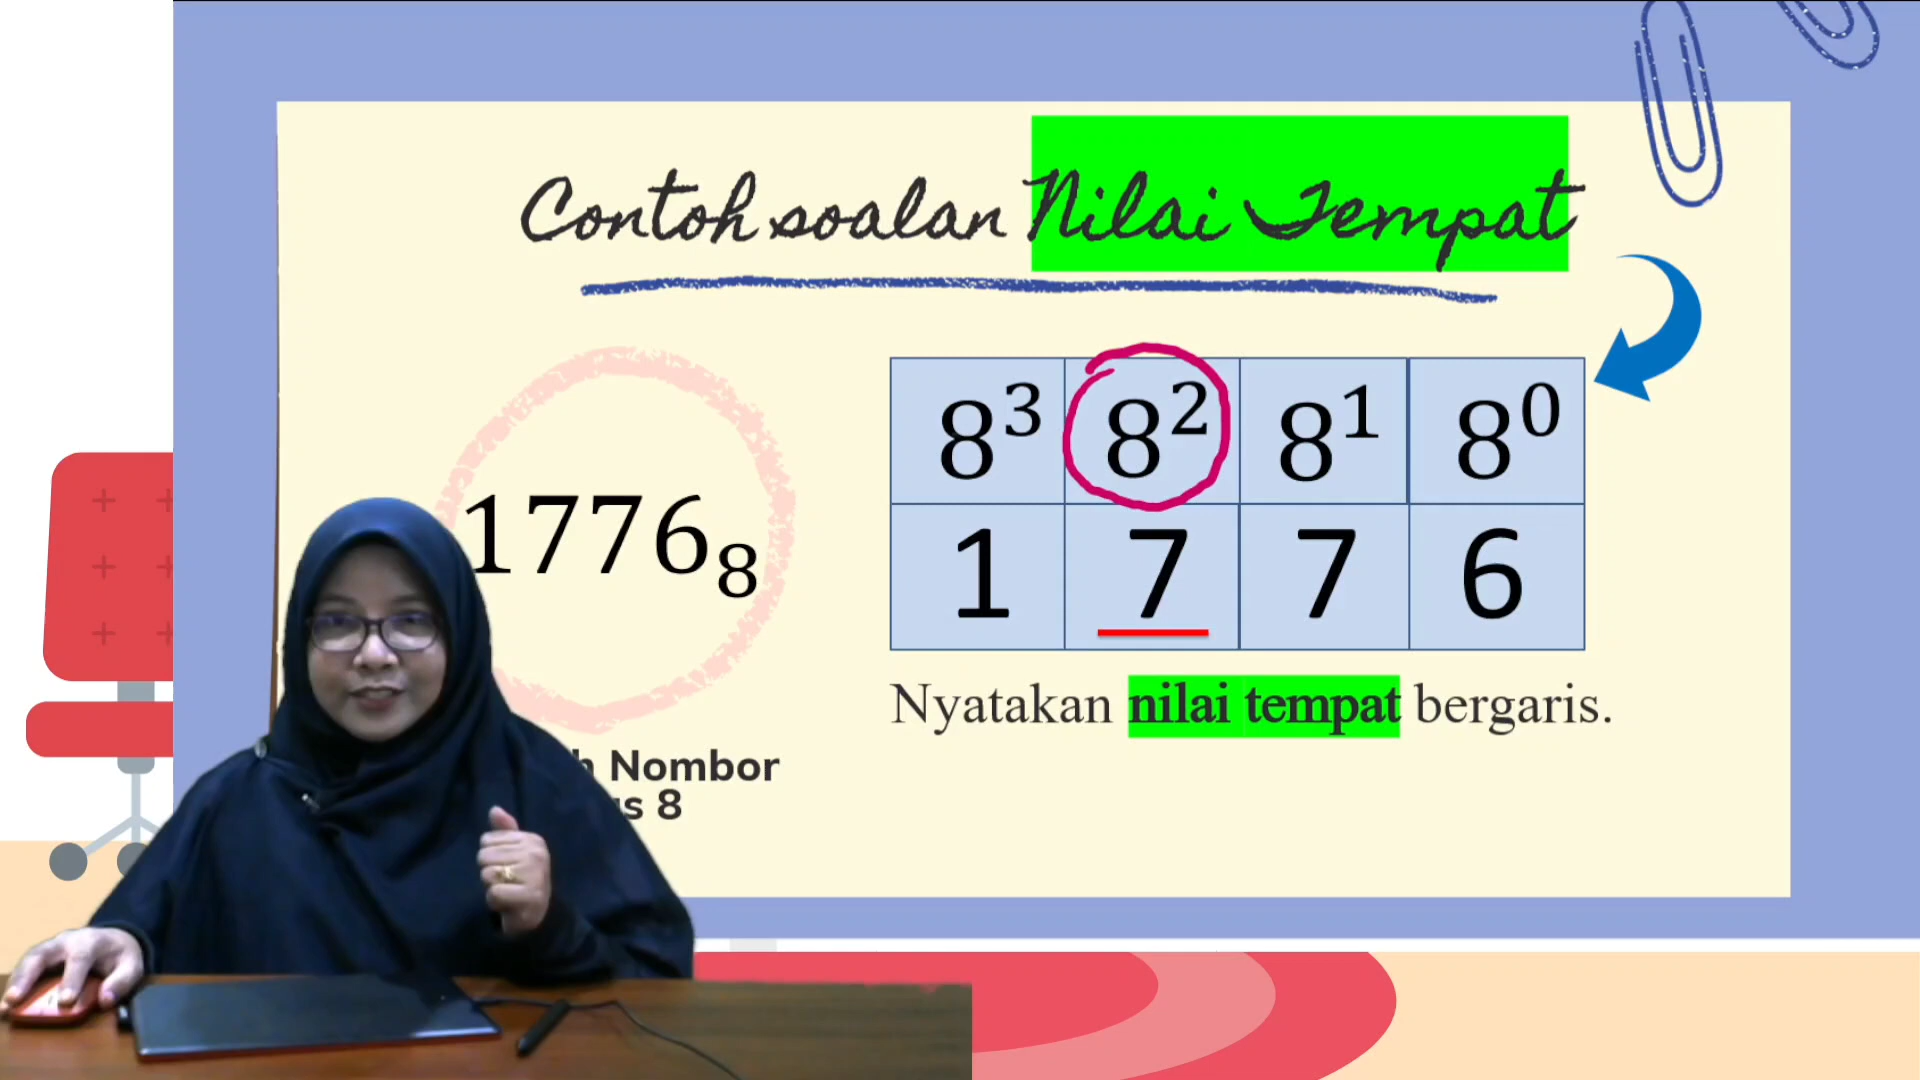 Contoh soalan Nilai Tempat
1776₈
8³ 8² 8¹ 8⁰
1 7 7 6
Nyatakan nilai tempat bergaris.
Nombor
8